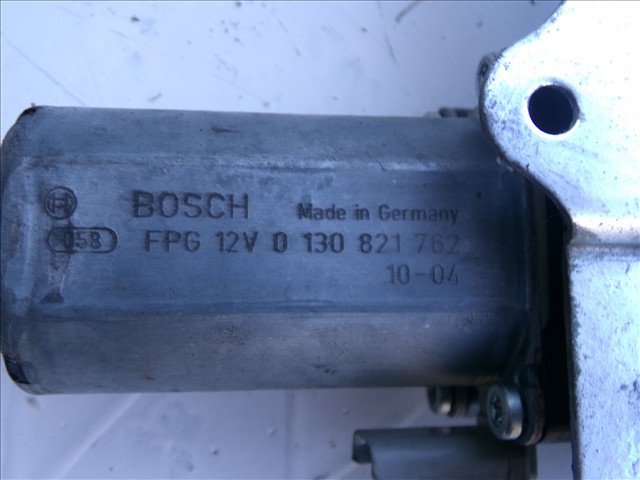 BOSCH Made in Germany
058 FPG 12V 0 130 821 762
10-04